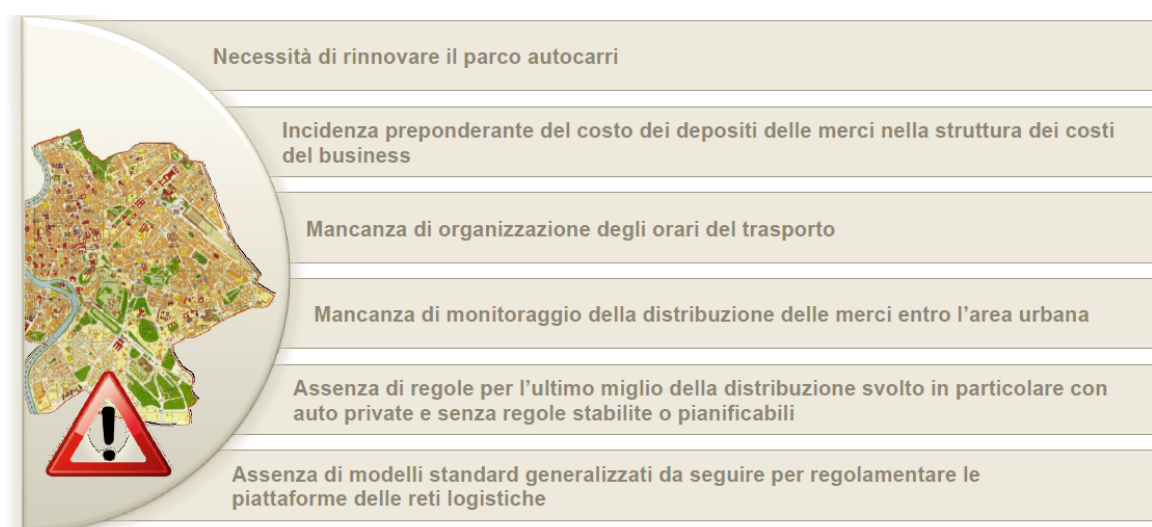 Necessità di rinnovare il parco autocarri
Incidenza preponderante del costo dei depositi delle merci nella struttura dei costi
del business
Mancanza di organizzazione degli orari del trasporto
Mancanza di monitoraggio della distribuzione delle merci entro l’area urbana
Assenza di regole per l’ultimo miglio della distribuzione svolto in particolare con
auto private e senza regole stabilite o pianificabili
Assenza di modelli standard generalizzati da seguire per regolamentare le
piattaforme delle reti logistiche